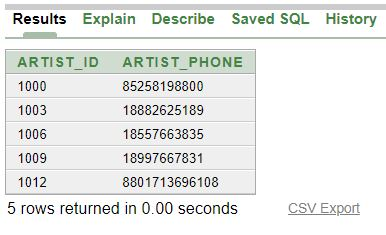 Results Explain Describe Saved SQL History
ARTIST_ID ARTIST_PHONE
1000 85258198800
1003 18882625189
1006 18557663835
1009 18997667831
1012 8801713696108
5 rows returned in 0.00 seconds CSV Export